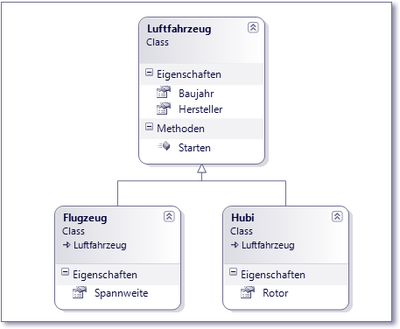 Luftfahrzeug
Class
Eigenschaften
Baujahr
Hersteller
Methoden
Starten
Flugzeug
Class
Luftfahrzeug
Eigenschaften
Spannweite
Hubi
Class
Luftfahrzeug
Eigenschaften
Rotor